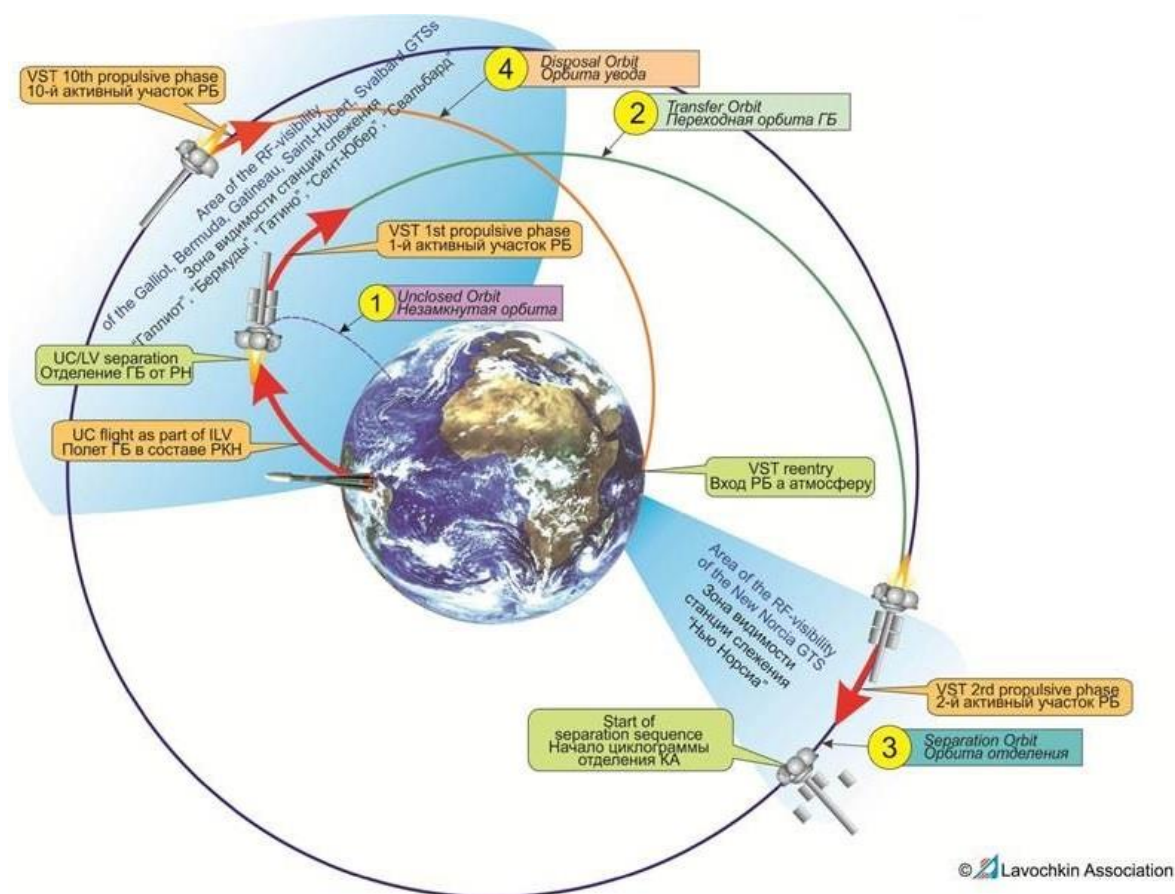 VST 10th propulsive phase
10-й активный участок РБ
4
Disposal Orbit
Орбита увода
2
Transfer Orbit
Переходная орбита ГБ
Area of the RF-visibility
of the Galliot, Bermuda, Gatineau, Saint-Hubert, Svalbard GTSs
Зона видимости станций слежения
"Галлиот", "Бермуды", "Гатино", "Сент-Юбер", "Свальбард"
VST 1st propulsive phase
1-й активный участок РБ
1
Unclosed Orbit
Незамкнутая орбита
UC/LV separation
Отделение ГБ от РН
UC flight as part of ILV
Полет ГБ в составе РКН
VST reentry
Вход РБ а атмосферу
Area of the RF-visibility
of the New Norcia GTS
Зона видимости
станции слежения
"Нью Норсиа"
VST 2rd propulsive phase
2-й активный участок РБ
Start of
separation sequence
Начало циклограммы
отделения КА
3
Separation Orbit
Орбита отделения
© Lavochkin Association